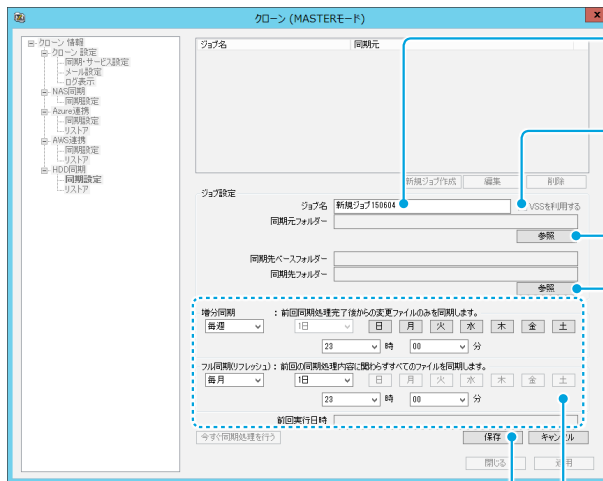 クローン (MASTERモード)
x
クローン 情報
クローン 設定
同期・サービス設定
メール設定
ログ表示
NAS同期
同期設定
Azure連携
同期設定
リストア
AWS連携
同期設定
リストア
HDD同期
同期設定
リストア
ジョブ名 同期元
新規ジョブ作成 編集 削除
ジョブ設定
ジョブ名 新規ジョブ150604 VSSを利用する
同期元フォルダー
参照
同期先ベースフォルダー
同期先フォルダー
参照
増分同期 : 前回同期処理完了後からの変更ファイルのみを同期します。
毎週 1日 日 月 火 水 木 金 土
23 時 00 分
フル同期(リフレッシュ) : 前回の同期処理内容に関わらずすべてのファイルを同期します。
毎月 1日 日 月 火 水 木 金 土
23 時 00 分
前回実行日時
今すぐ同期処理を行う 保存 キャンセル
閉じる 適用